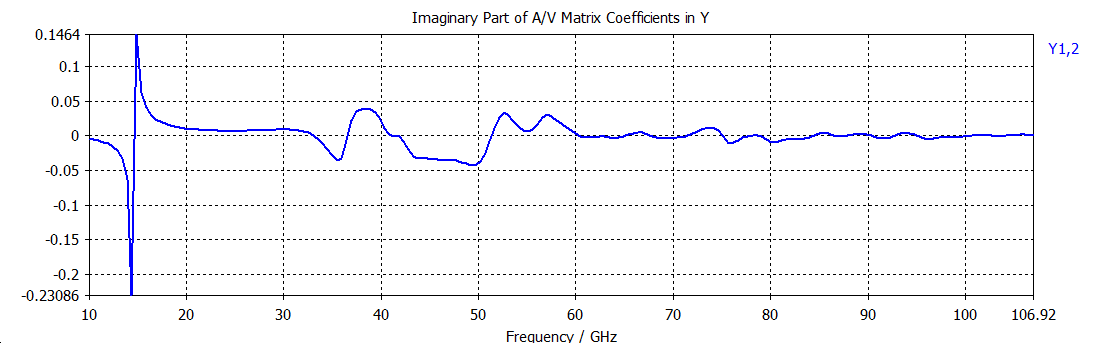 Imaginary Part of A/V Matrix Coefficients in Y
0.1464
Y1,2
0.1
0.05
0
-0.05
-0.1
-0.15
-0.2
-0.23086
10 20 30 40 50 60 70 80 90 100 106.92
Frequency / GHz